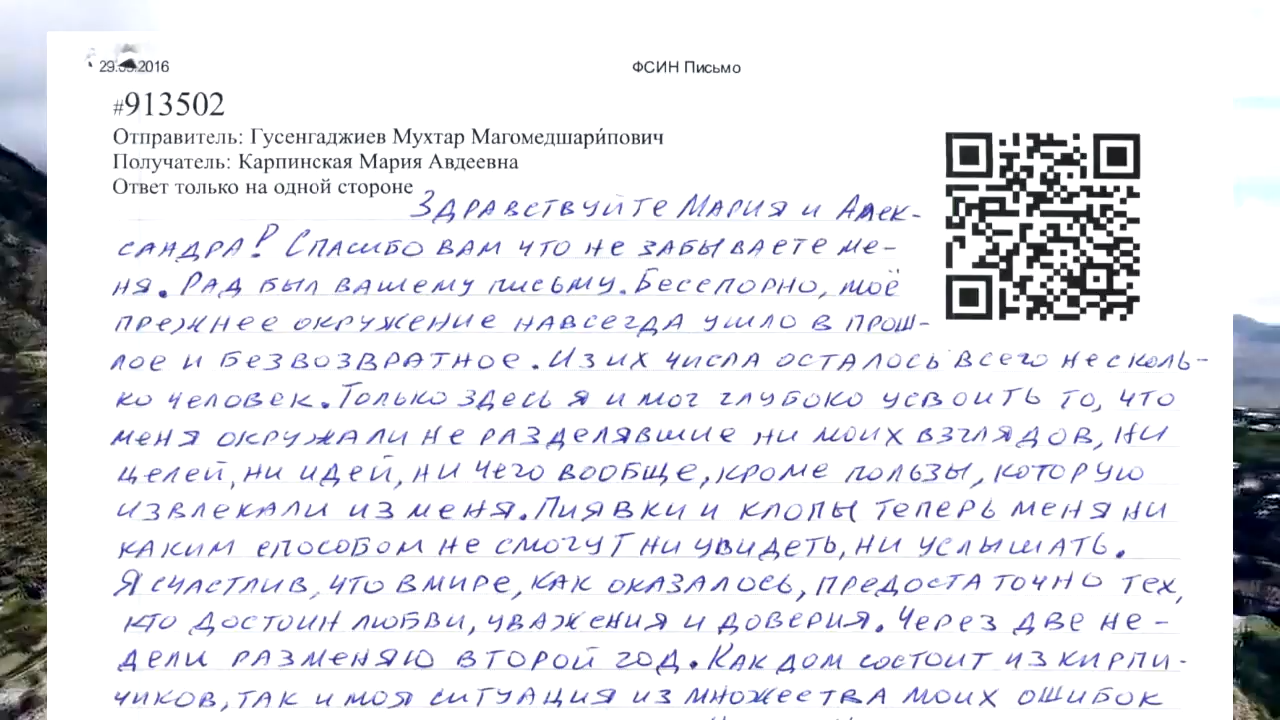 29.09.2016
ФСИН Письмо
#913502
Отправитель: Гусенгаджиев Мухтар Магомедшари́пович
Получатель: Карпинская Мария Авдеевна
Ответ только на одной стороне
Здравствуйте Мария и Алек-
сандра! Спасибо вам что не забываете ме-
ня. Рад был вашему письму. Бесспорно, моё
прежнее окружение навсегда ушло в прош-
лое и безвозвратное. Из их числа осталось всего несколь-
ко человек. Только здесь я и мог глубоко усвоить то, что
меня окружали не разделявшие ни моих взглядов, ни
целей, ни идей, ни чего вообще, кроме пользы, которую
извлекали из меня. Пиявки и клопы теперь меня ни
каким способом не смогут ни увидеть, ни услышать.
Я счастлив, что в мире, как оказалось, предостаточно тех,
кто достоин любви, уважения и доверия. Через две не-
дели разменяю второй год. Как дом состоит из кирпи-
чиков, так и моя ситуация из множества моих ошибок